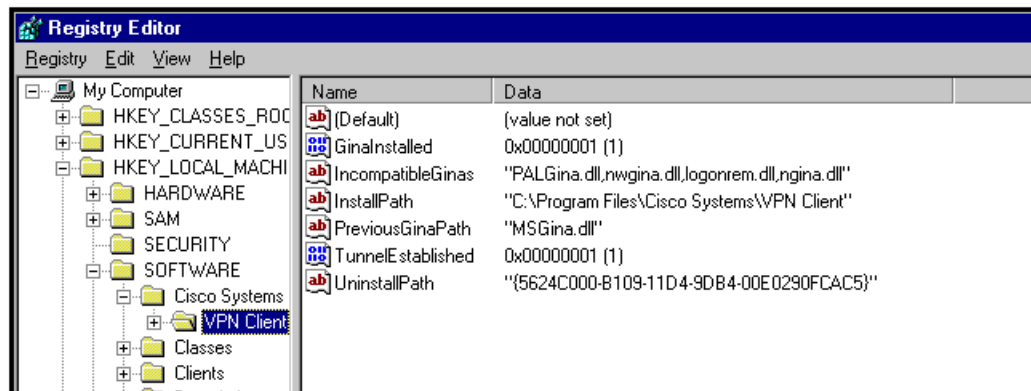 Registry Editor
Registry Edit View Help
My Computer
HKEY_CLASSES_ROO
HKEY_CURRENT_US
HKEY_LOCAL_MACHI
HARDWARE
SAM
SECURITY
SOFTWARE
Cisco Systems
VPN Client
Classes
Clients
Name Data
(Default) (value not set)
GinaInstalled 0x00000001 (1)
IncompatibleGinas "PALGina.dll,nwgina.dll,logonrem.dll,ngina.dll"
InstallPath "C:\Program Files\Cisco Systems\VPN Client"
PreviousGinaPath "MSGina.dll"
TunnelEstablished 0x00000001 (1)
UninstallPath "{5624C000-B109-11D4-9DB4-00E0290FCAC5}"